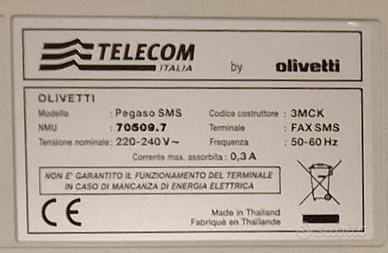 TELECOM
ITALIA
by olivetti
OLIVETTI
Modello : Pegaso SMS Codice costruttore : 3MCK
NMU : 70509.7 Terminale : FAX SMS
Tensione nominale: 220-240 V~ Frequenza : 50-60 Hz
Corrente max. assorbita : 0,3 A
NON E' GARANTITO IL FUNZIONAMENTO DEL TERMINALE
IN CASO DI MANCANZA DI ENERGIA ELETTRICA
CE
Made in Thailand
Fabriqué en Thaïlande
subito